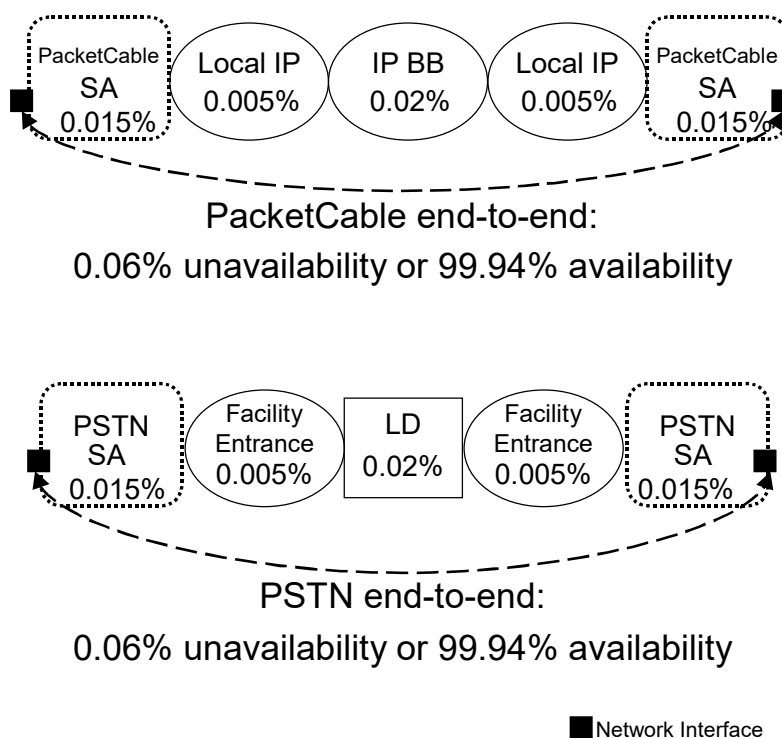 PacketCable
SA
0.015%
Local IP
0.005%
IP BB
0.02%
Local IP
0.005%
PacketCable
SA
0.015%
PacketCable end-to-end:
0.06% unavailability or 99.94% availability
PSTN
SA
0.015%
Facility
Entrance
0.005%
LD
0.02%
Facility
Entrance
0.005%
PSTN
SA
0.015%
PSTN end-to-end:
0.06% unavailability or 99.94% availability
Network Interface